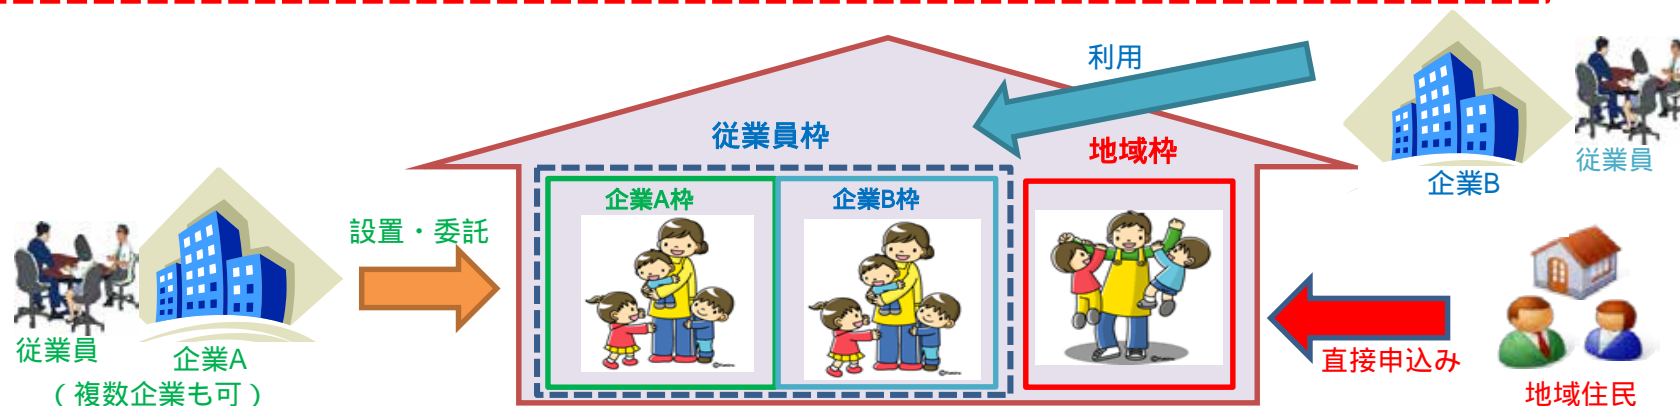 利用
従業員枠
地域枠
従業員
企業B
企業A枠
企業B枠
設置・委託
従業員
企業A
（複数企業も可）
直接申込み
地域住民